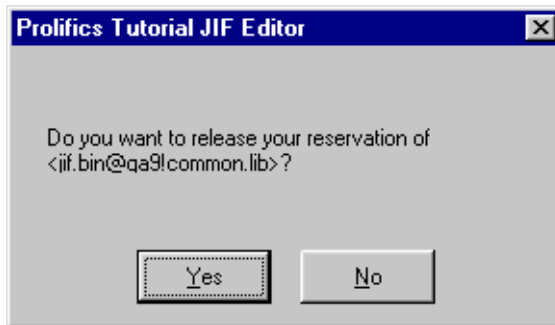 Prolifics Tutorial JIF Editor
Do you want to release your reservation of
<jif.bin@qa9!common.lib>?
Yes No